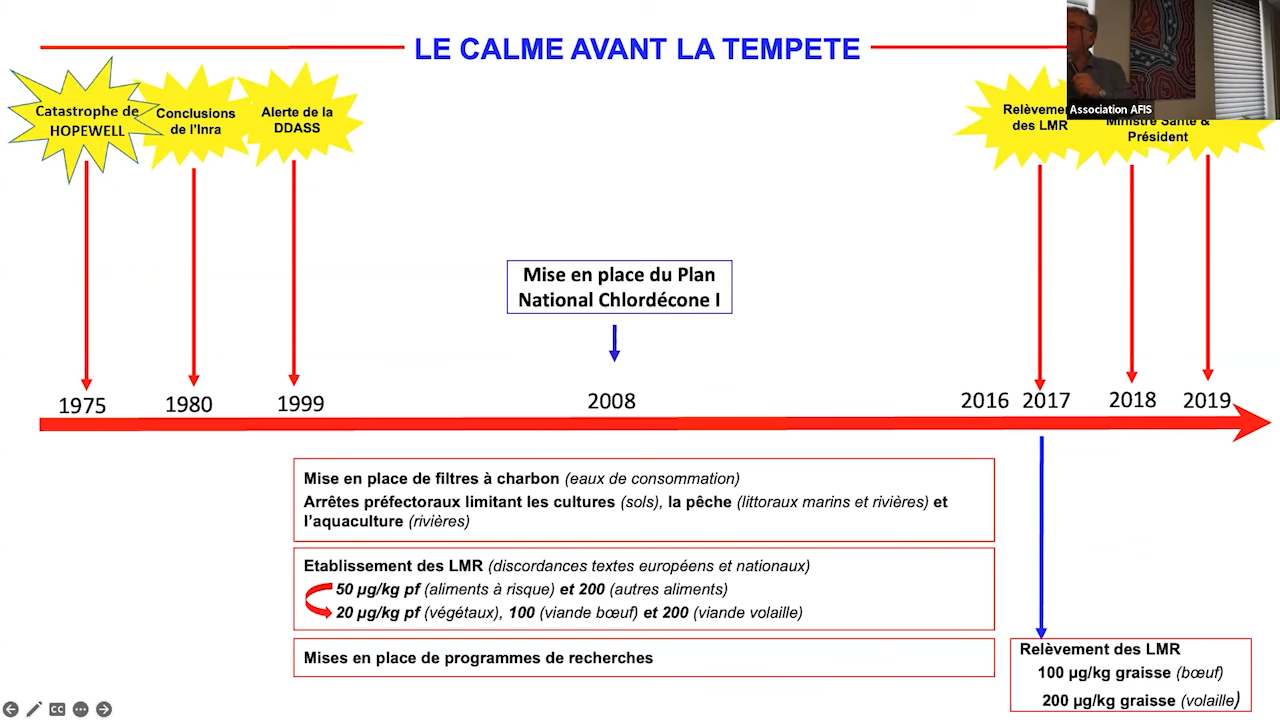 LE CALME AVANT LA TEMPETE
Catastrophe de
HOPEWELL
Conclusions
de l'Inra
Alerte de la
DDASS
Relèvement
des LMR
Ministre Santé &
Président
Association AFIS
Mise en place du Plan
National Chlordécone I
1975
1980
1999
2008
2016
2017
2018
2019
Mise en place de filtres à charbon (eaux de consommation)
Arrêtes préfectoraux limitant les cultures (sols), la pêche (littoraux marins et rivières) et
l'aquaculture (rivières)
Etablissement des LMR (discordances textes européens et nationaux)
50 µg/kg pf (aliments à risque) et 200 (autres aliments)
20 µg/kg pf (végétaux), 100 (viande bœuf) et 200 (viande volaille)
Mises en place de programmes de recherches
Relèvement des LMR
100 µg/kg graisse (bœuf)
200 µg/kg graisse (volaille)
CC